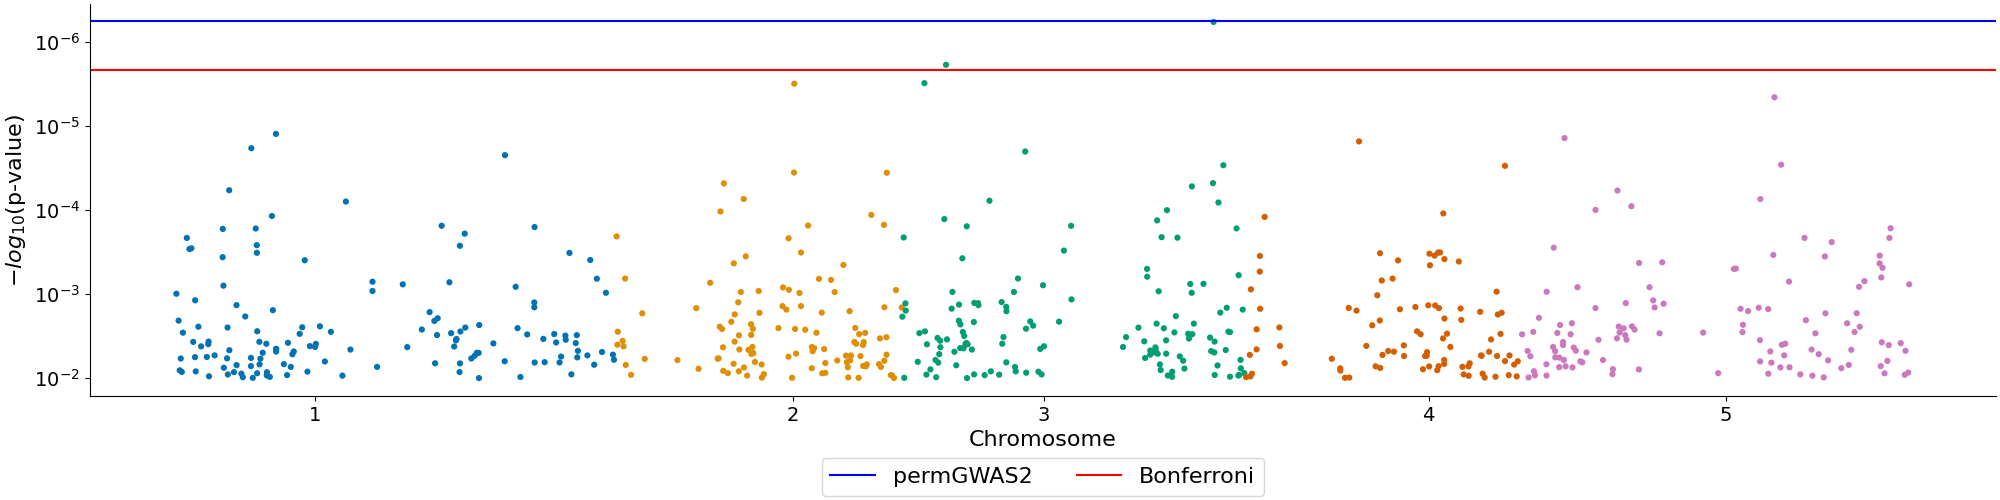 −log₁₀(p-value)
10⁻⁶
10⁻⁵
10⁻⁴
10⁻³
10⁻²
1 2 3 4 5
Chromosome
permGWAS2 Bonferroni